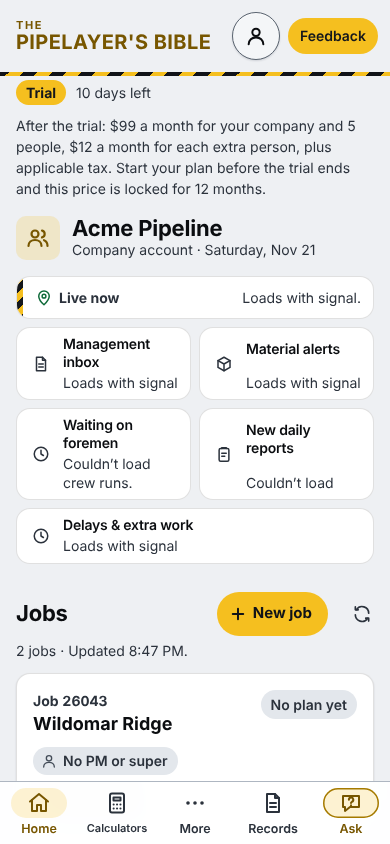 THE
PIPELAYER'S BIBLE
Feedback
Trial 10 days left
After the trial: $99 a month for your company and 5
people, $12 a month for each extra person, plus
applicable tax. Start your plan before the trial ends
and this price is locked for 12 months.
Acme Pipeline
Company account · Saturday, Nov 21
Live now Loads with signal.
Management
inbox
Loads with signal
Material alerts
Loads with signal
Waiting on
foremen
Couldn’t load
crew runs.
New daily
reports
Couldn’t load
Delays & extra work
Loads with signal
Jobs
+ New job
2 jobs · Updated 8:47 PM.
Job 26043
Wildomar Ridge
No plan yet
No PM or super
Home Calculators More Records Ask